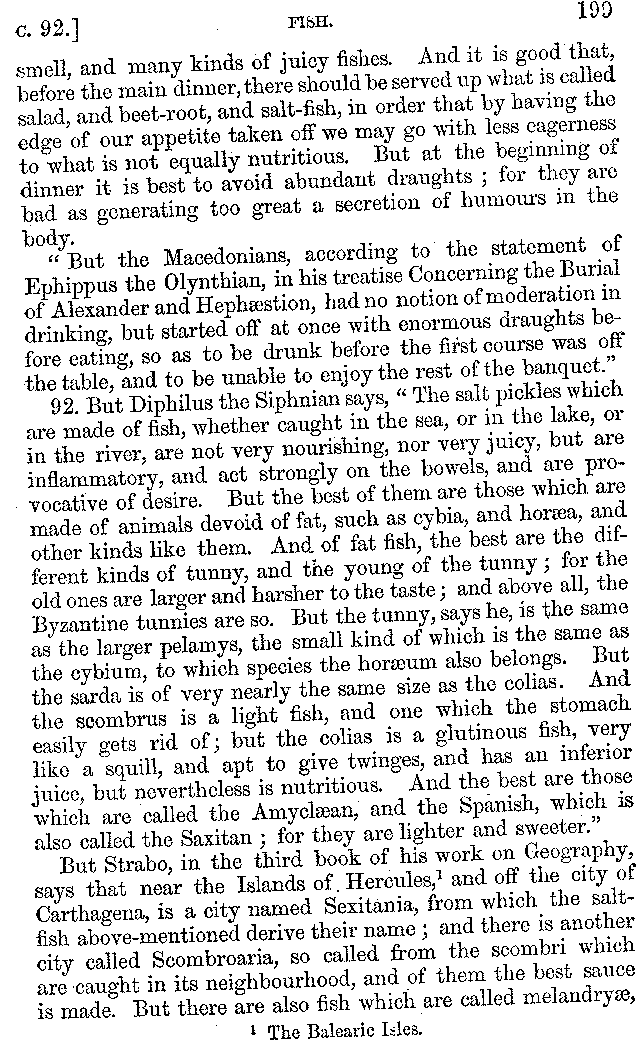 c. 92.] FISH. 199
smell, and many kinds of juicy fishes. And it is good that,
before the main dinner, there should be served up what is called
salad, and beet-root, and salt-fish, in order that by having the
edge of our appetite taken off we may go with less eagerness
to what is not equally nutritious. But at the beginning of
dinner it is best to avoid abundant draughts ; for they are
bad as generating too great a secretion of humours in the
body.
" But the Macedonians, according to the statement of
Ephippus the Olynthian, in his treatise Concerning the Burial
of Alexander and Hephæstion, had no notion of moderation in
drinking, but started off at once with enormous draughts be-
fore eating, so as to be drunk before the first course was off
the table, and to be unable to enjoy the rest of the banquet."
92. But Diphilus the Siphnian says, " The salt pickles which
are made of fish, whether caught in the sea, or in the lake, or
in the river, are not very nourishing, nor very juicy, but are
inflammatory, and act strongly on the bowels, and are pro-
vocative of desire. But the best of them are those which are
made of animals devoid of fat, such as cybia, and horæa, and
other kinds like them. And of fat fish, the best are the dif-
ferent kinds of tunny, and the young of the tunny ; for the
old ones are larger and harsher to the taste ; and above all, the
Byzantine tunnies are so. But the tunny, says he, is the same
as the larger pelamys, the small kind of which is the same as
the cybium, to which species the horæum also belongs. But
the sarda is of very nearly the same size as the colias. And
the scombrus is a light fish, and one which the stomach
easily gets rid of ; but the colias is a glutinous fish, very
like a squill, and apt to give twinges, and has an inferior
juice, but nevertheless is nutritious. And the best are those
which are called the Amyclæan, and the Spanish, which is
also called the Saxitan ; for they are lighter and sweeter."
But Strabo, in the third book of his work on Geography,
says that near the Islands of Hercules,¹ and off the city of
Carthagena, is a city named Sexitania, from which the salt-
fish above-mentioned derive their name ; and there is another
city called Scombroaria, so called from the scombri which
are caught in its neighbourhood, and of them the best sauce
is made. But there are also fish which are called melandryæ,
¹ The Balearic Isles.